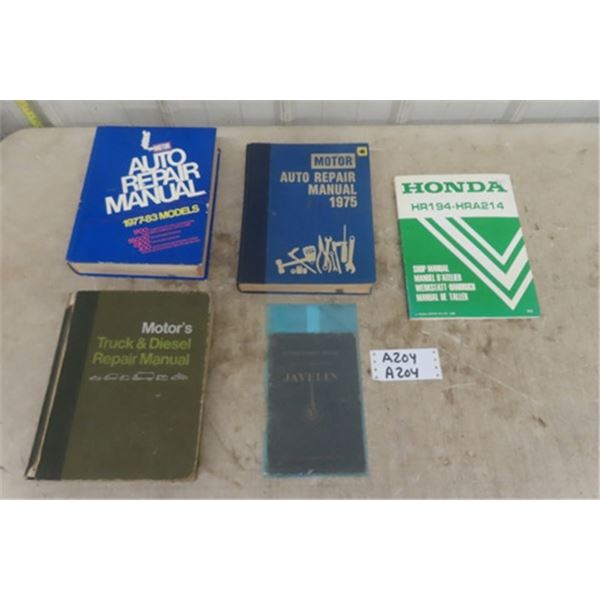 MOTOR
AUTO
REPAIR
MANUAL
1977-83 MODELS
MOTOR
AUTO REPAIR
MANUAL
1975
HONDA
HR194-HRA214
SHOP MANUAL
MANUEL D'ATELIER
WERKSTATT-HANDBUCH
MANUAL DE TALLER
Motor's
Truck & Diesel
Repair Manual
JAVELIN
A204
A204